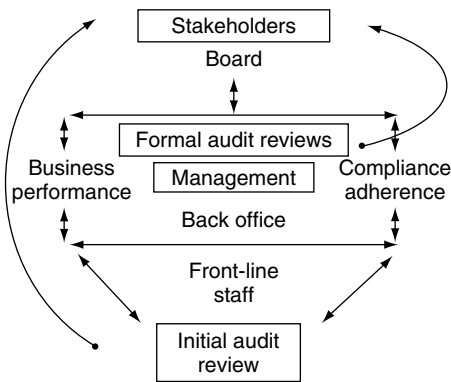 Stakeholders
Board
Formal audit reviews
Business
performance
Management
Compliance
adherence
Back office
Front-line
staff
Initial audit
review